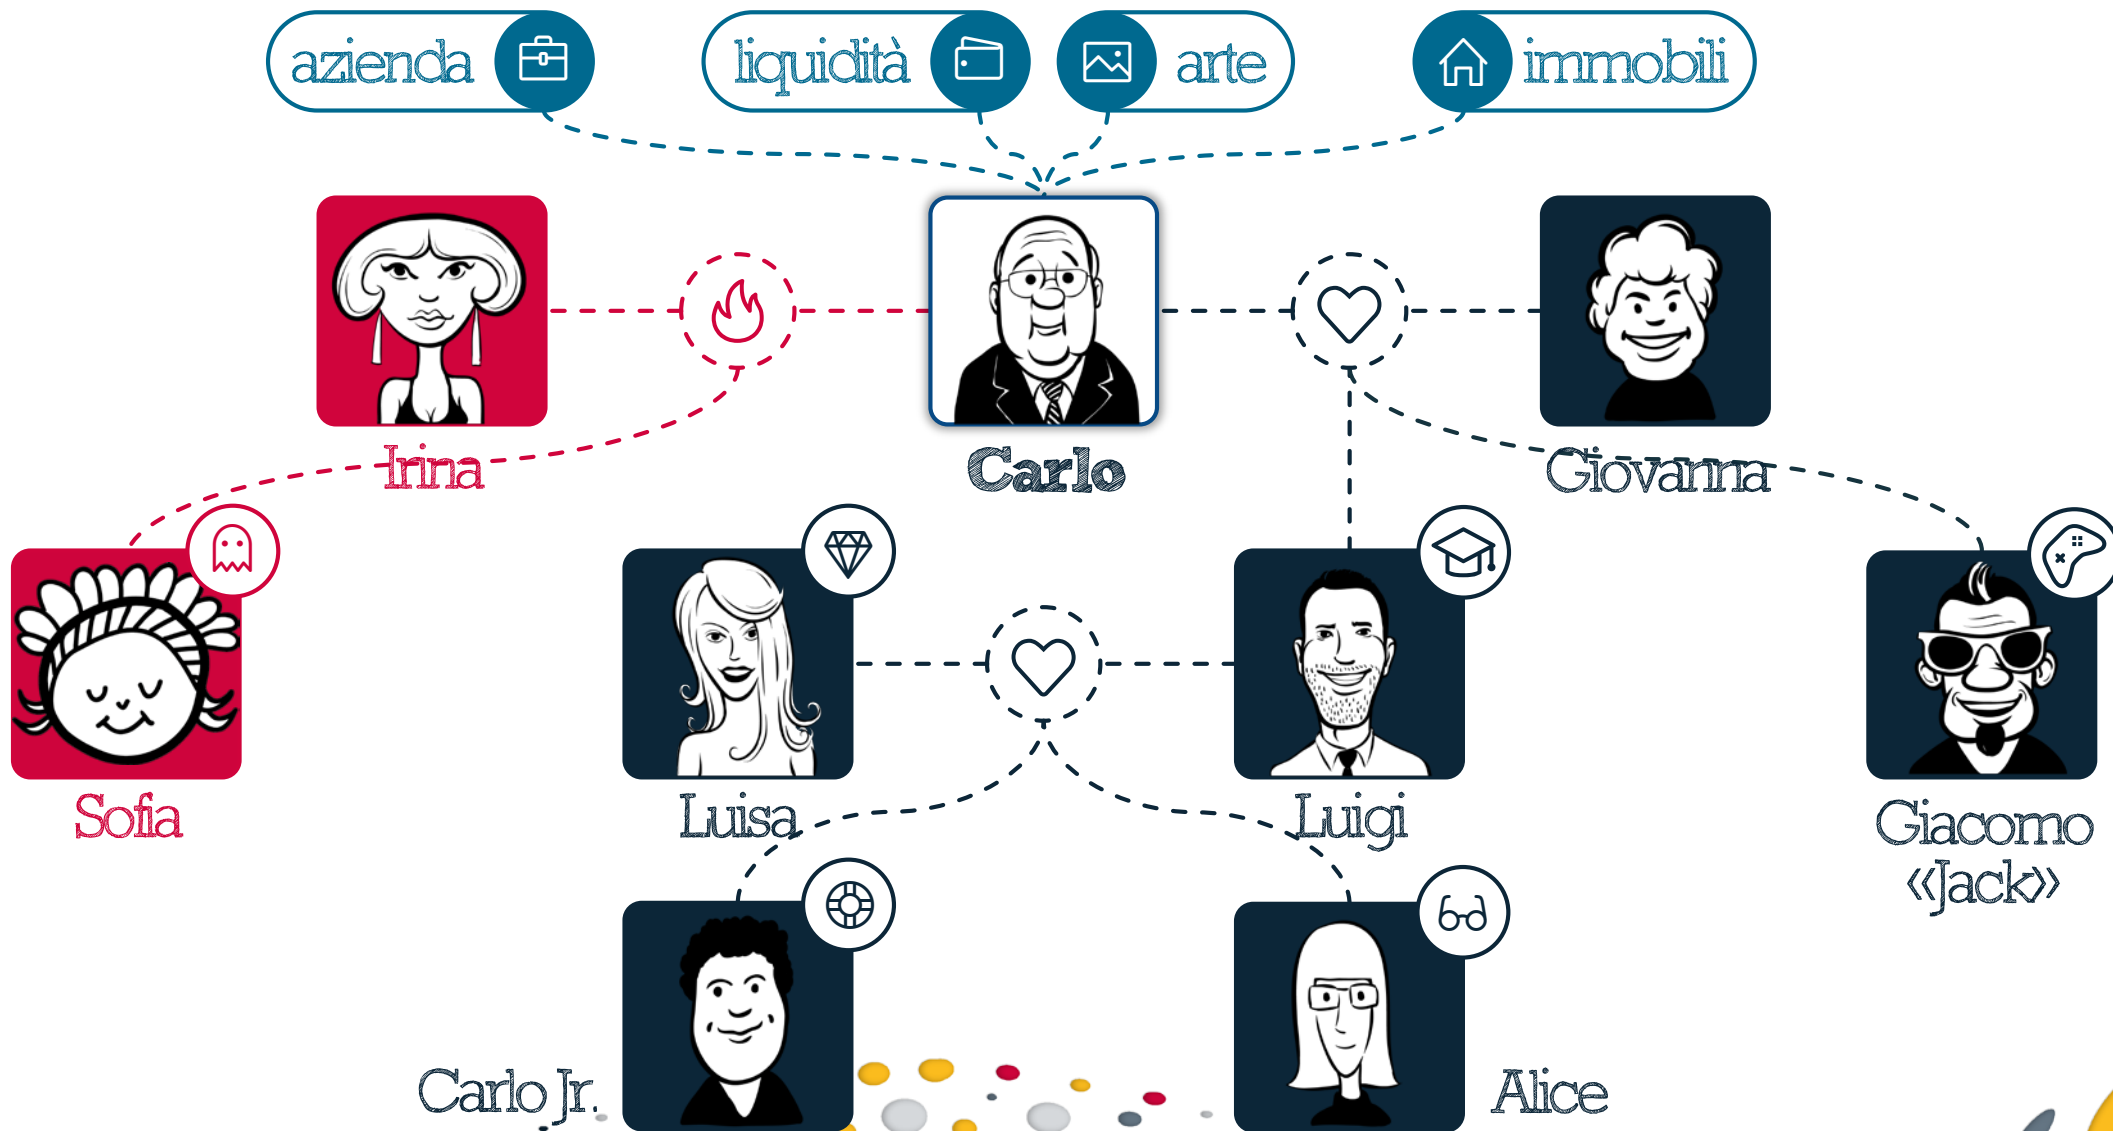 azienda
liquidità
arte
immobili
Irina
Carlo
Giovanna
Sofia
Luisa
Luigi
Giacomo
«Jack»
Carlo Jr.
Alice